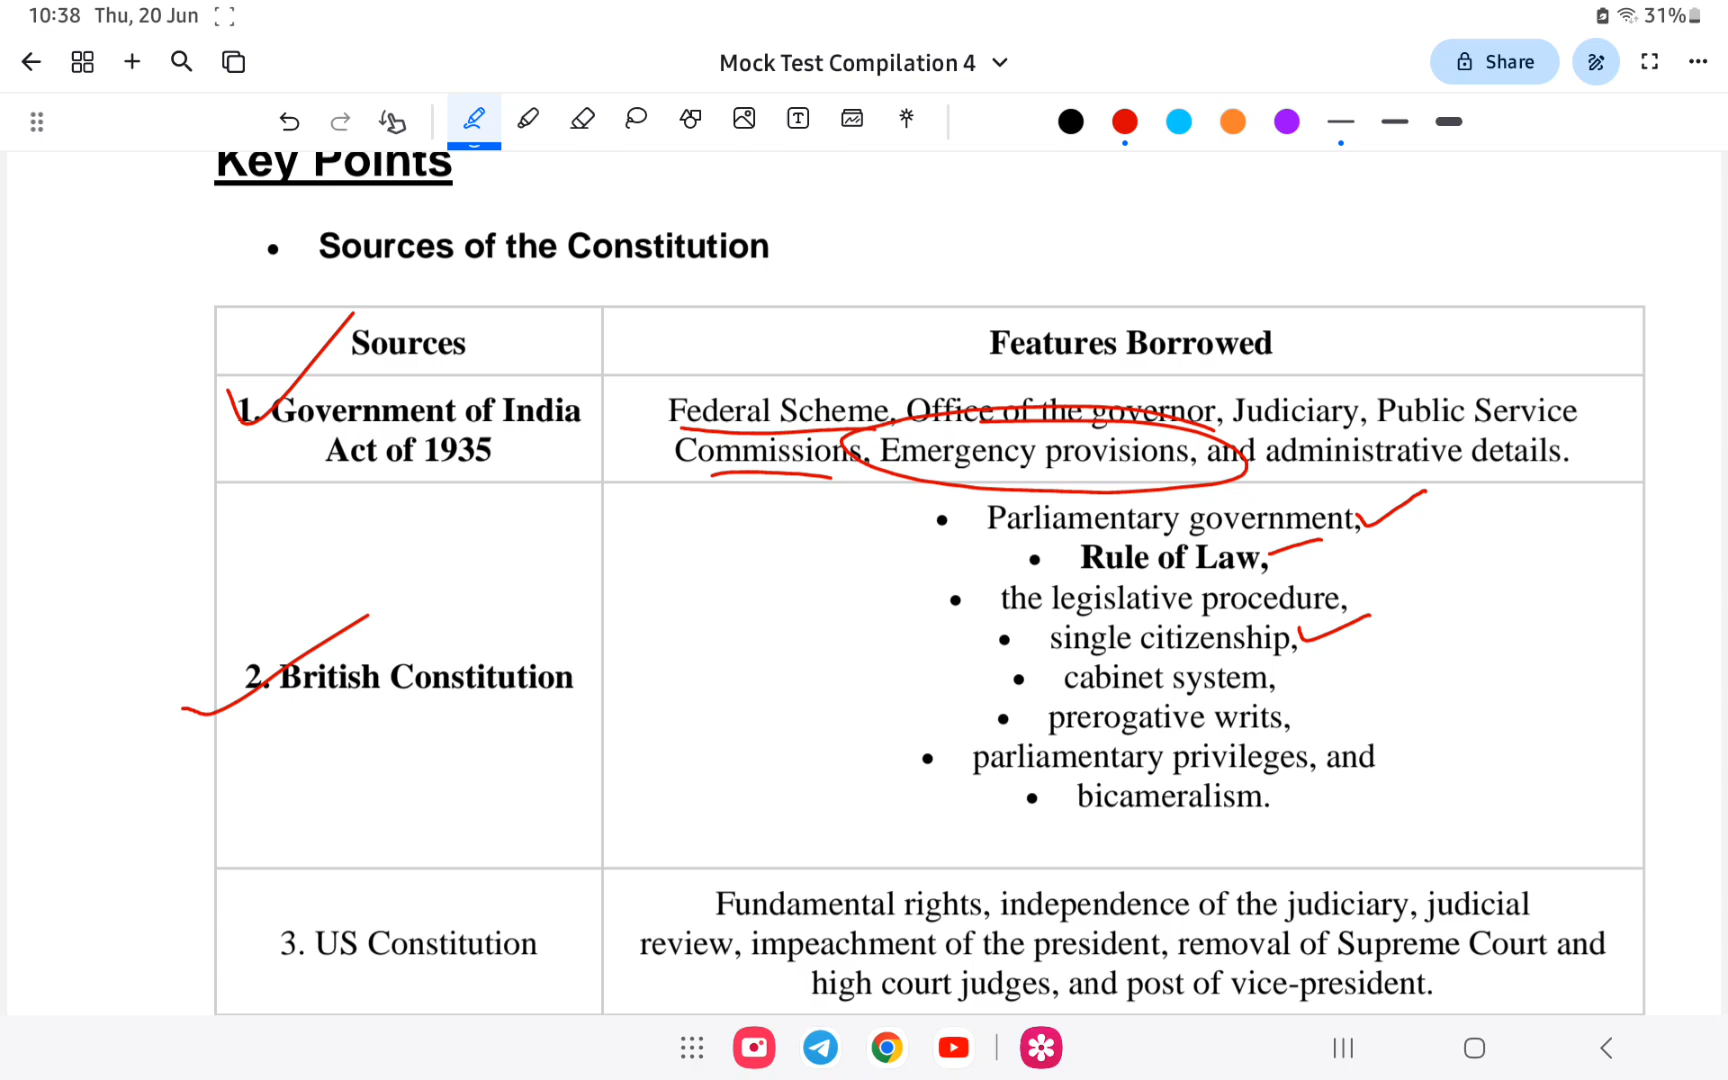 10:38 Thu, 20 Jun
31%
Mock Test Compilation 4
Share
Key Points
Sources of the Constitution
Sources
Features Borrowed
1. Government of India
Act of 1935
Federal Scheme, Office of the governor, Judiciary, Public Service
Commissions, Emergency provisions, and administrative details.
2. British Constitution
Parliamentary government,
Rule of Law,
the legislative procedure,
single citizenship,
cabinet system,
prerogative writs,
parliamentary privileges, and
bicameralism.
3. US Constitution
Fundamental rights, independence of the judiciary, judicial
review, impeachment of the president, removal of Supreme Court and
high court judges, and post of vice-president.